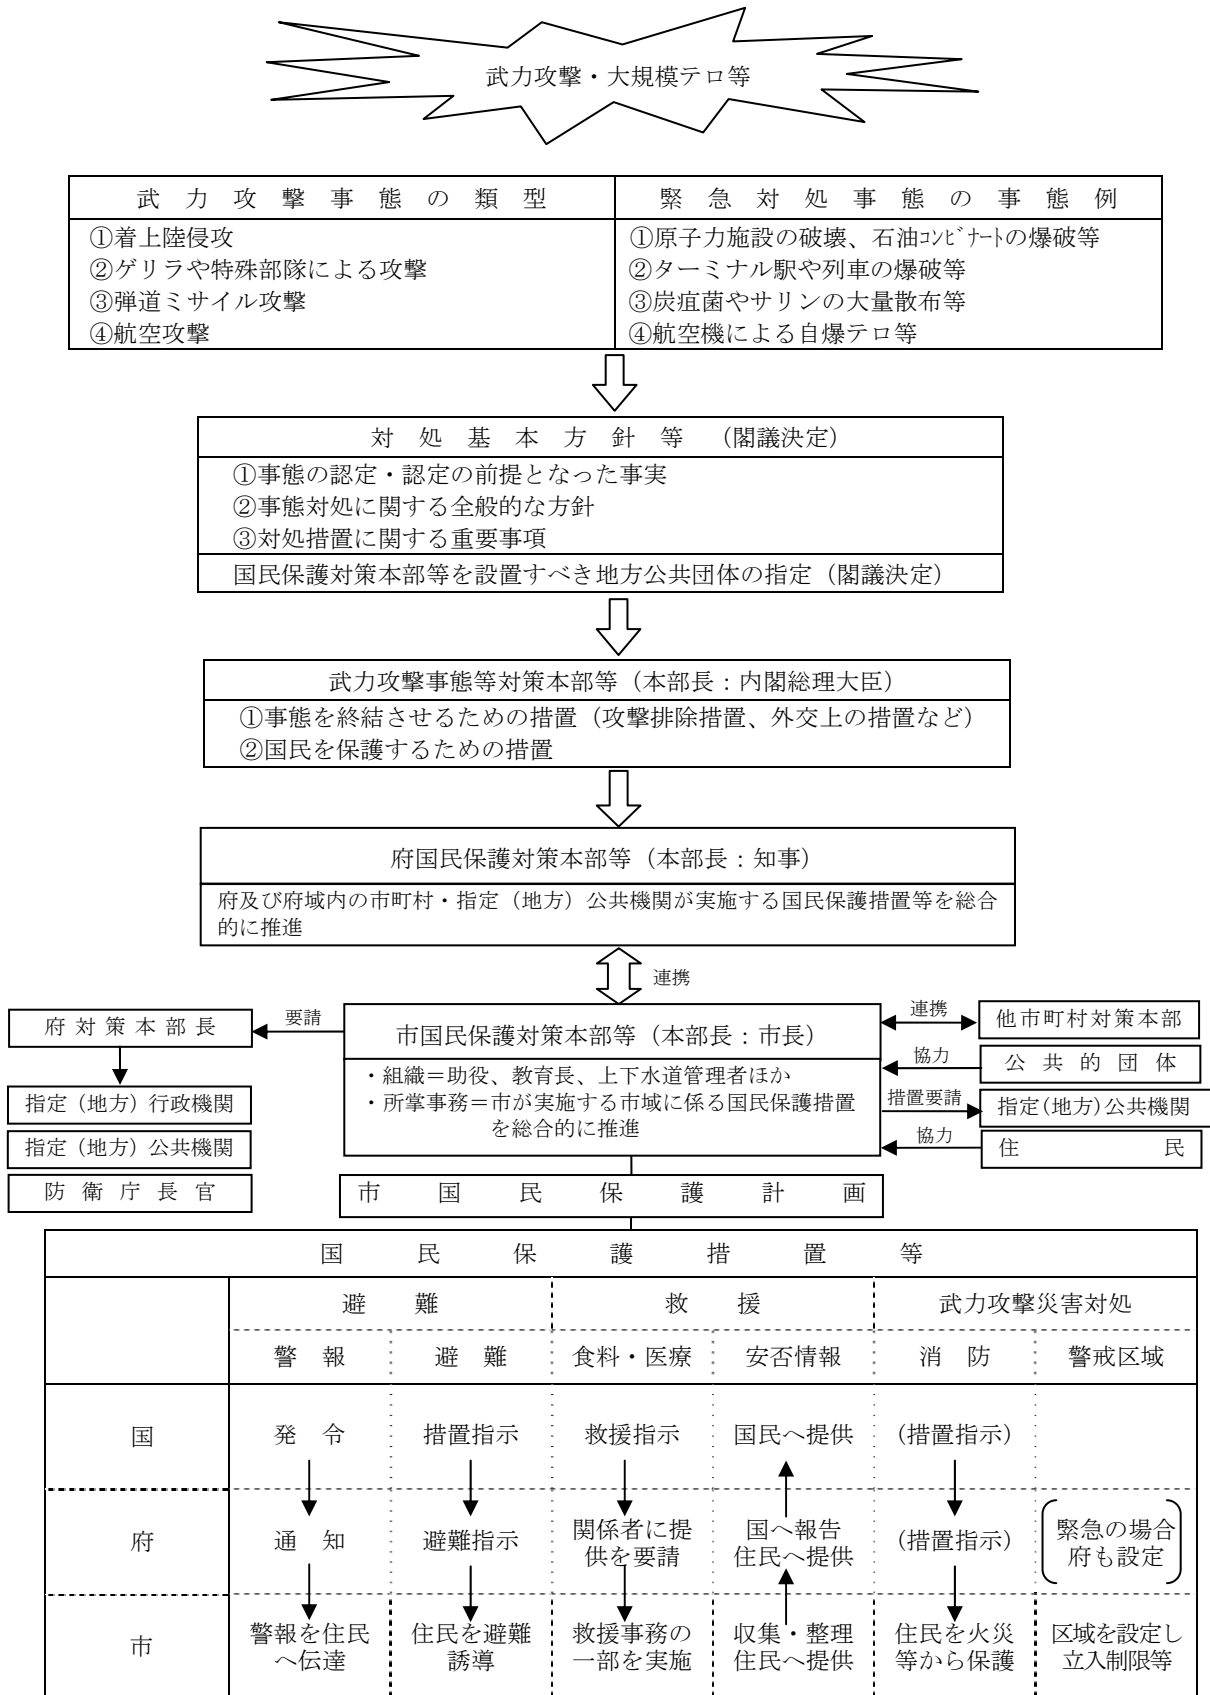 武力攻撃・大規模テロ等
武力攻撃事態の類型
①着上陸侵攻
②ゲリラや特殊部隊による攻撃
③弾道ミサイル攻撃
④航空攻撃
緊急対処事態の事態例
①原子力施設の破壊、石油ｺﾝﾋﾞﾅｰﾄの爆破等
②ターミナル駅や列車の爆破等
③炭疽菌やサリンの大量散布等
④航空機による自爆テロ等
対処基本方針等（閣議決定）
①事態の認定・認定の前提となった事実
②事態対処に関する全般的な方針
③対処措置に関する重要事項
国民保護対策本部等を設置すべき地方公共団体の指定（閣議決定）
武力攻撃事態等対策本部等（本部長：内閣総理大臣）
①事態を終結させるための措置（攻撃排除措置、外交上の措置など）
②国民を保護するための措置
府国民保護対策本部等（本部長：知事）
府及び府域内の市町村・指定（地方）公共機関が実施する国民保護措置等を総合
的に推進
連携
府対策本部長
要請
指定（地方）行政機関
指定（地方）公共機関
防衛庁長官
市国民保護対策本部等（本部長：市長）
・組織＝助役、教育長、上下水道管理者ほか
・所掌事務＝市が実施する市域に係る国民保護措置
を総合的に推進
連携
他市町村対策本部
協力
公共的団体
措置要請
指定(地方)公共機関
協力
住民
市国民保護計画
国民保護措置等
避難 救援 武力攻撃災害対処
警報 避難 食料・医療 安否情報 消防 警戒区域
国 発令 措置指示 救援指示 国民へ提供 (措置指示)
府 通知 避難指示 関係者に提 国へ報告 (措置指示) 緊急の場合
供を要請 住民へ提供 府も設定
市 警報を住民 住民を避難 救援事務の 収集・整理 住民を火災 区域を設定し
へ伝達 誘導 一部を実施 住民へ提供 等から保護 立入制限等